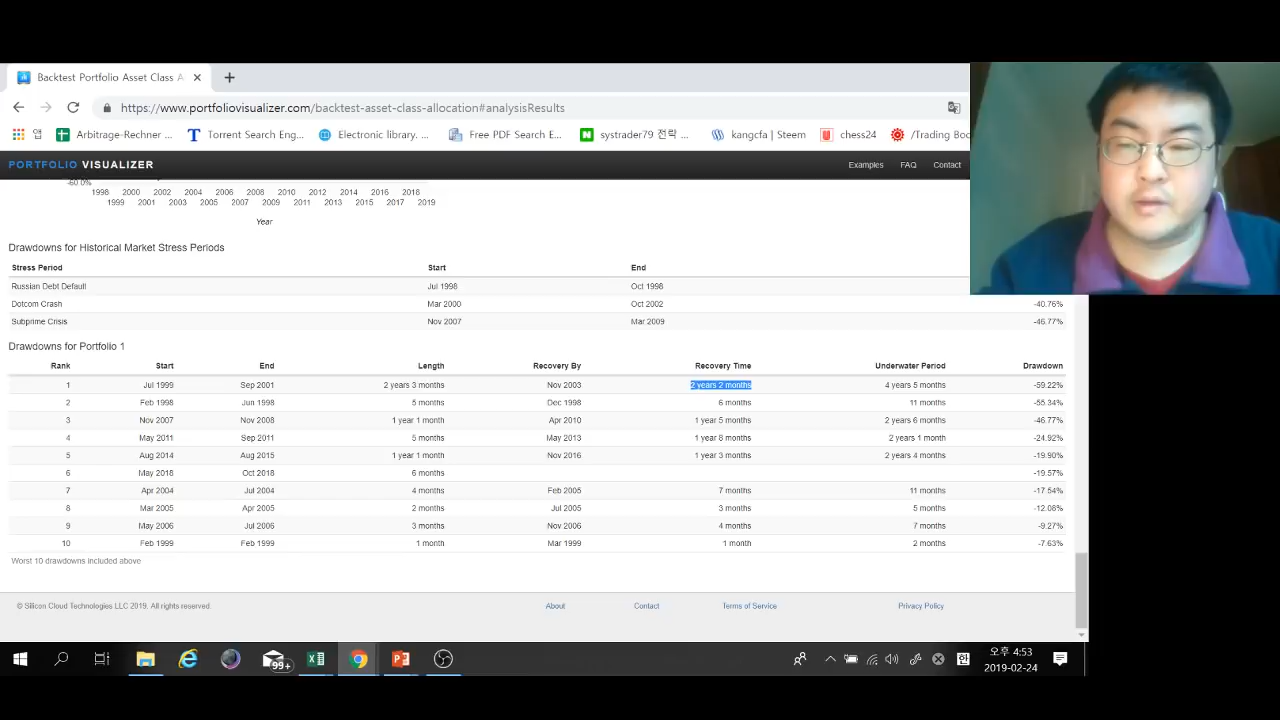 Backtest Portfolio Asset Class A
https://www.portfoliovisualizer.com/backtest-asset-class-allocation#analysisResults
앱 Arbitrage-Rechner ... Torrent Search Eng... Electronic library. ... Free PDF Search E... systrader79 전략 ... kangcfa | Steem chess24 /Trading Boo
PORTFOLIO VISUALIZER Examples FAQ Contact
-60.0%
1998 2000 2002 2004 2006 2008 2010 2012 2014 2016 2018
1999 2001 2003 2005 2007 2009 2011 2013 2015 2017 2019
Year
Drawdowns for Historical Market Stress Periods
Stress Period Start End
Russian Debt Default Jul 1998 Oct 1998
Dotcom Crash Mar 2000 Oct 2002 -40.76%
Subprime Crisis Nov 2007 Mar 2009 -46.77%
Drawdowns for Portfolio 1
Rank Start End Length Recovery By Recovery Time Underwater Period Drawdown
1 Jul 1999 Sep 2001 2 years 3 months Nov 2003 2 years 2 months 4 years 5 months -59.22%
2 Feb 1998 Jun 1998 5 months Dec 1998 6 months 11 months -55.34%
3 Nov 2007 Nov 2008 1 year 1 month Apr 2010 1 year 5 months 2 years 6 months -46.77%
4 May 2011 Sep 2011 5 months May 2013 1 year 8 months 2 years 1 month -24.92%
5 Aug 2014 Aug 2015 1 year 1 month Nov 2016 1 year 3 months 2 years 4 months -19.90%
6 May 2018 Oct 2018 6 months -19.57%
7 Apr 2004 Jul 2004 4 months Feb 2005 7 months 11 months -17.54%
8 Mar 2005 Apr 2005 2 months Jul 2005 3 months 5 months -12.08%
9 May 2006 Jul 2006 3 months Nov 2006 4 months 7 months -9.27%
10 Feb 1999 Feb 1999 1 month Mar 1999 1 month 2 months -7.63%
Worst 10 drawdowns included above
© Silicon Cloud Technologies LLC 2019. All rights reserved. About Contact Terms of Service Privacy Policy
99+
한
오후 4:53
2019-02-24